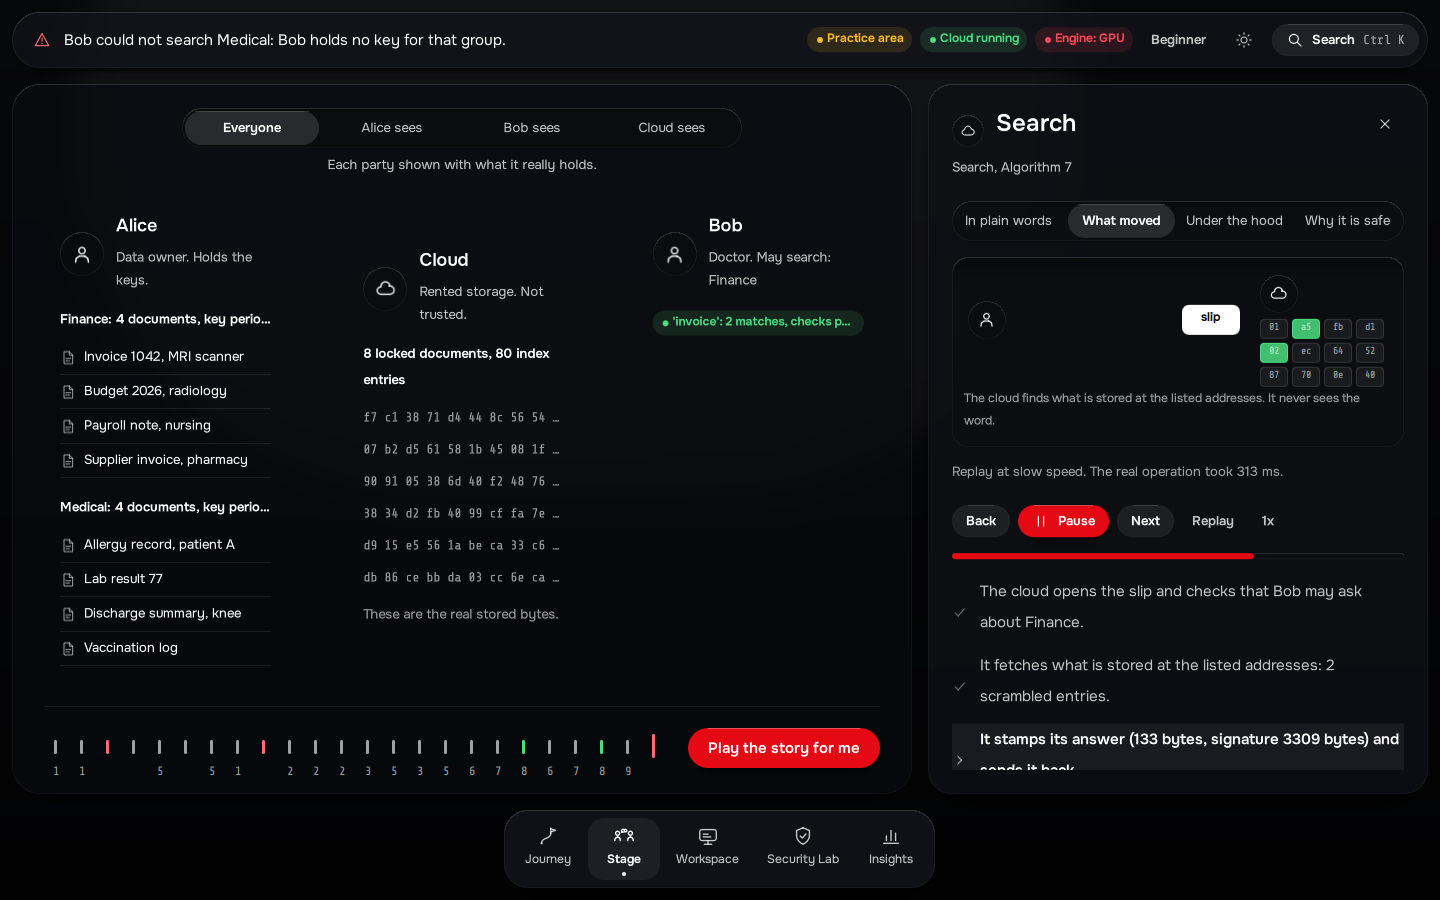 Bob could not search Medical: Bob holds no key for that group.
Practice area
Cloud running
Engine: GPU
Beginner
Search Ctrl K
Everyone
Alice sees
Bob sees
Cloud sees
Each party shown with what it really holds.
Alice
Data owner. Holds the
keys.
Finance: 4 documents, key perio...
Invoice 1042, MRI scanner
Budget 2026, radiology
Payroll note, nursing
Supplier invoice, pharmacy
Medical: 4 documents, key perio...
Allergy record, patient A
Lab result 77
Discharge summary, knee
Vaccination log
Cloud
Rented storage. Not
trusted.
8 locked documents, 80 index
entries
f7 c1 38 71 d4 44 8c 56 54 …
07 b2 d5 61 58 1b 45 08 1f …
90 91 05 38 6d 40 f2 48 76 …
38 34 d2 fb 40 99 cf fa 7e …
d9 15 e5 56 1a be ca 33 c6 …
db 86 ce bb da 03 cc 6e ca …
These are the real stored bytes.
Bob
Doctor. May search:
Finance
'invoice': 2 matches, checks p...
1 1 5 5 1 2 2 2 3 5 3 5 6 7 8 6 7 8 9
Play the story for me
Search
Search, Algorithm 7
In plain words
What moved
Under the hood
Why it is safe
slip
01 a5 fb d1
02 ec 64 52
87 70 0e 40
The cloud finds what is stored at the listed addresses. It never sees the
word.
Replay at slow speed. The real operation took 313 ms.
Back
Pause
Next
Replay
1x
The cloud opens the slip and checks that Bob may ask
about Finance.
It fetches what is stored at the listed addresses: 2
scrambled entries.
It stamps its answer (133 bytes, signature 3309 bytes) and
sends it back
Journey
Stage
Workspace
Security Lab
Insights